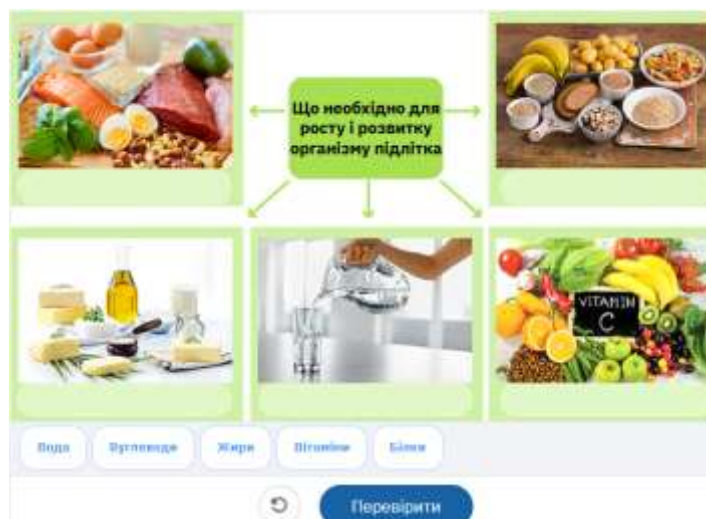 Що необхідно для
росту і розвитку
організму підлітка
VITAMIN
C
Вода
Вуглеводи
Жири
Вітаміни
Білки
Перевірити